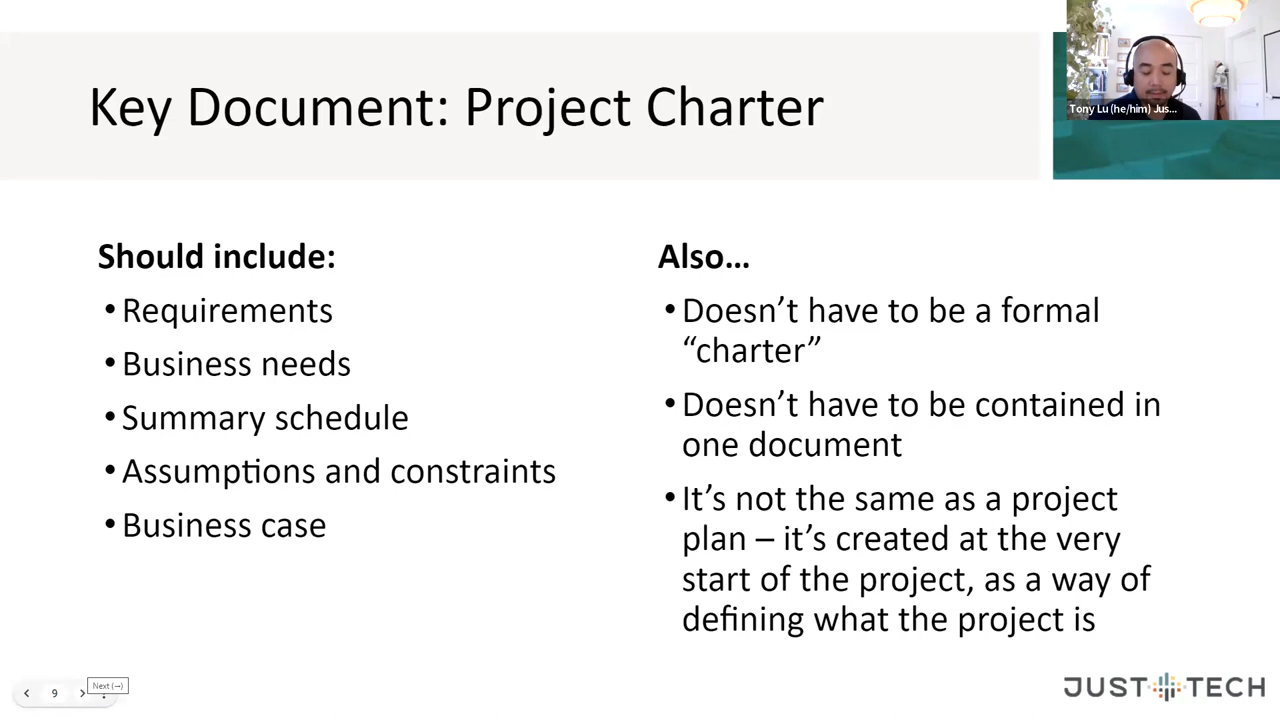 Key Document: Project Charter
Tony Lu (he/him) Jus...
Should include:
•Requirements
•Business needs
•Summary schedule
•Assumptions and constraints
•Business case
Also…
•Doesn’t have to be a formal
“charter”
•Doesn’t have to be contained in
one document
•It’s not the same as a project
plan – it’s created at the very
start of the project, as a way of
defining what the project is
9
Next (→)
JUST TECH